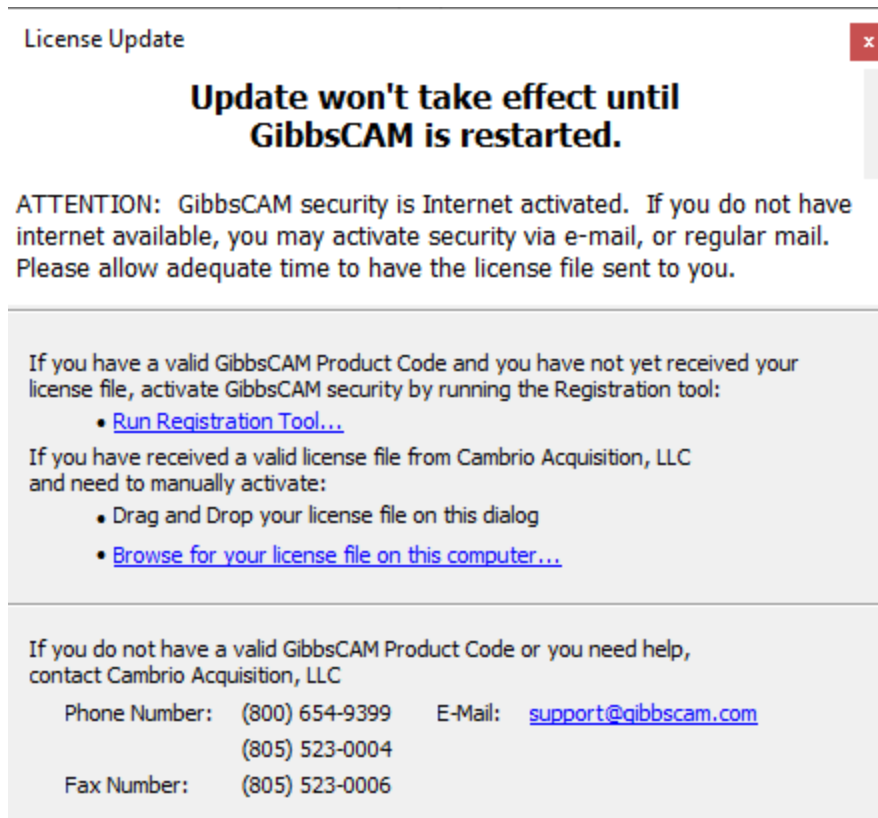 License Update
x
Update won't take effect until
GibbsCAM is restarted.
ATTENTION:  GibbsCAM security is Internet activated.  If you do not have
internet available, you may activate security via e-mail, or regular mail.
Please allow adequate time to have the license file sent to you.
If you have a valid GibbsCAM Product Code and you have not yet received your
license file, activate GibbsCAM security by running the Registration tool:
• Run Registration Tool...
If you have received a valid license file from Cambrio Acquisition, LLC
and need to manually activate:
• Drag and Drop your license file on this dialog
• Browse for your license file on this computer...
If you do not have a valid GibbsCAM Product Code or you need help,
contact Cambrio Acquisition, LLC
Phone Number: (800) 654-9399 E-Mail: support@gibbscam.com
(805) 523-0004
Fax Number: (805) 523-0006